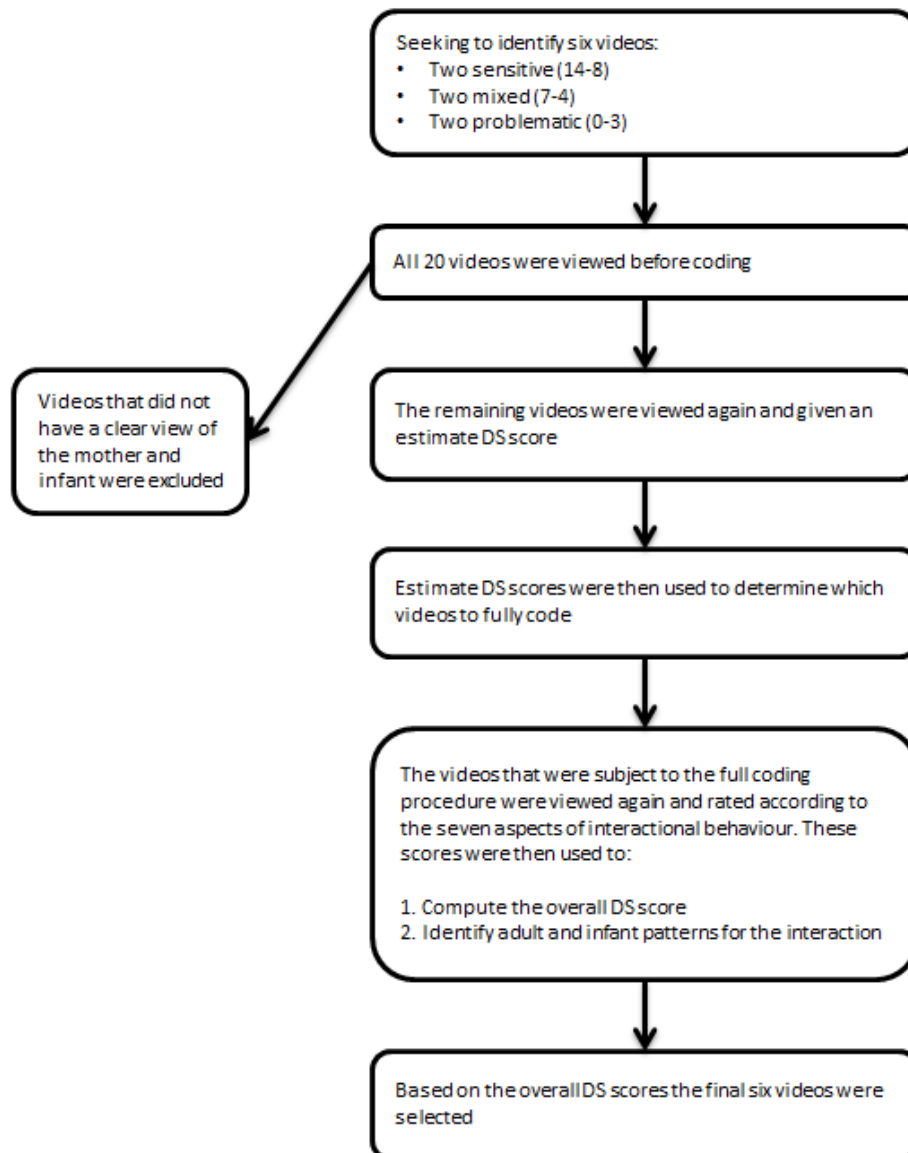 Seeking to identify six videos:
• Two sensitive (14-8)
• Two mixed (7-4)
• Two problematic (0-3)
All 20 videos were viewed before coding
Videos that did not
have a clear view of
the mother and
infant were excluded
The remaining videos were viewed again and given an
estimate DS score
Estimate DS scores were then used to determine which
videos to fully code
The videos that were subject to the full coding
procedure were viewed again and rated according to
the seven aspects of interactional behaviour. These
scores were then used to:
1. Compute the overall DS score
2. Identify adult and infant patterns for the interaction
Based on the overall DS scores the final six videos were
selected